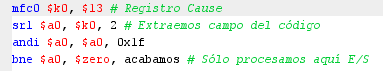 mfc0 $k0, $13 # Registro Cause
srl $a0, $k0, 2 # Extraemos campo del código
andi $a0, $a0, 0x1f
bne $a0, $zero, acabamos # Sólo procesamos aquí E/S